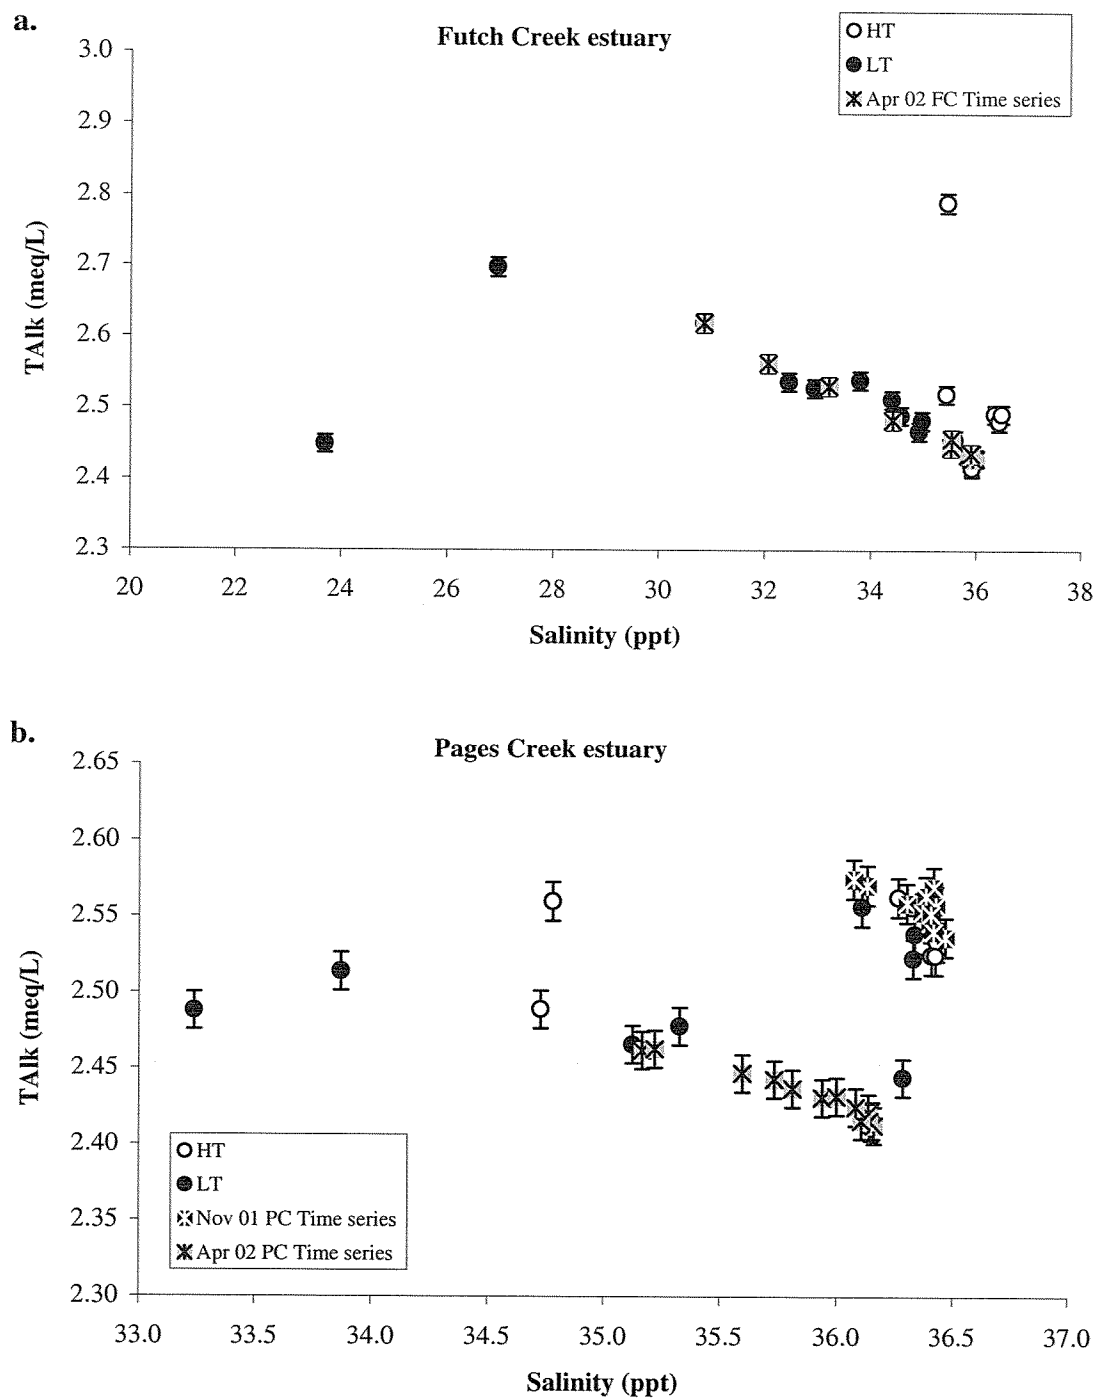 a.
Futch Creek estuary
HT
LT
Apr 02 FC Time series
3.0
2.9
2.8
2.7
2.6
2.5
2.4
2.3
TAlk (meq/L)
20 22 24 26 28 30 32 34 36 38
Salinity (ppt)
b.
Pages Creek estuary
2.65
2.60
2.55
2.50
2.45
2.40
2.35
2.30
TAlk (meq/L)
HT
LT
Nov 01 PC Time series
Apr 02 PC Time series
33.0 33.5 34.0 34.5 35.0 35.5 36.0 36.5 37.0
Salinity (ppt)